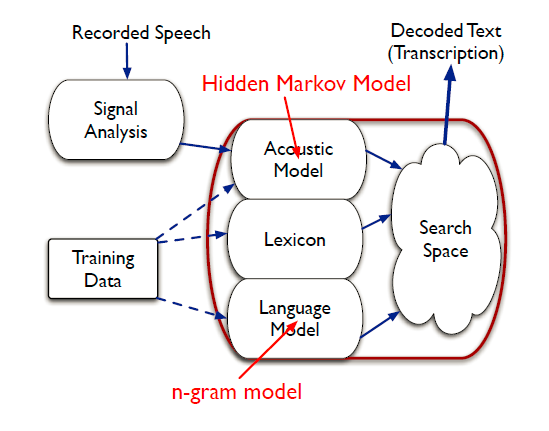 Recorded Speech
Decoded Text
(Transcription)
Hidden Markov Model
Signal
Analysis
Acoustic
Model
Lexicon
Search
Space
Training
Data
Language
Model
n-gram model